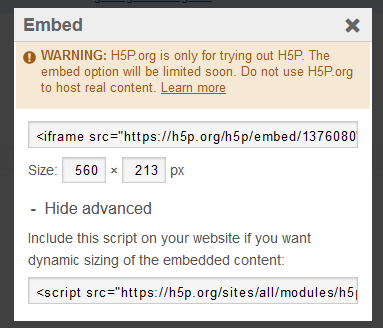 Embed
WARNING: H5P.org is only for trying out H5P. The
embed option will be limited soon. Do not use H5P.org
to host real content. Learn more
<iframe src="https://h5p.org/h5p/embed/1376080
Size: 560 × 213 px
- Hide advanced
Include this script on your website if you want
dynamic sizing of the embedded content:
<script src="https://h5p.org/sites/all/modules/h5p